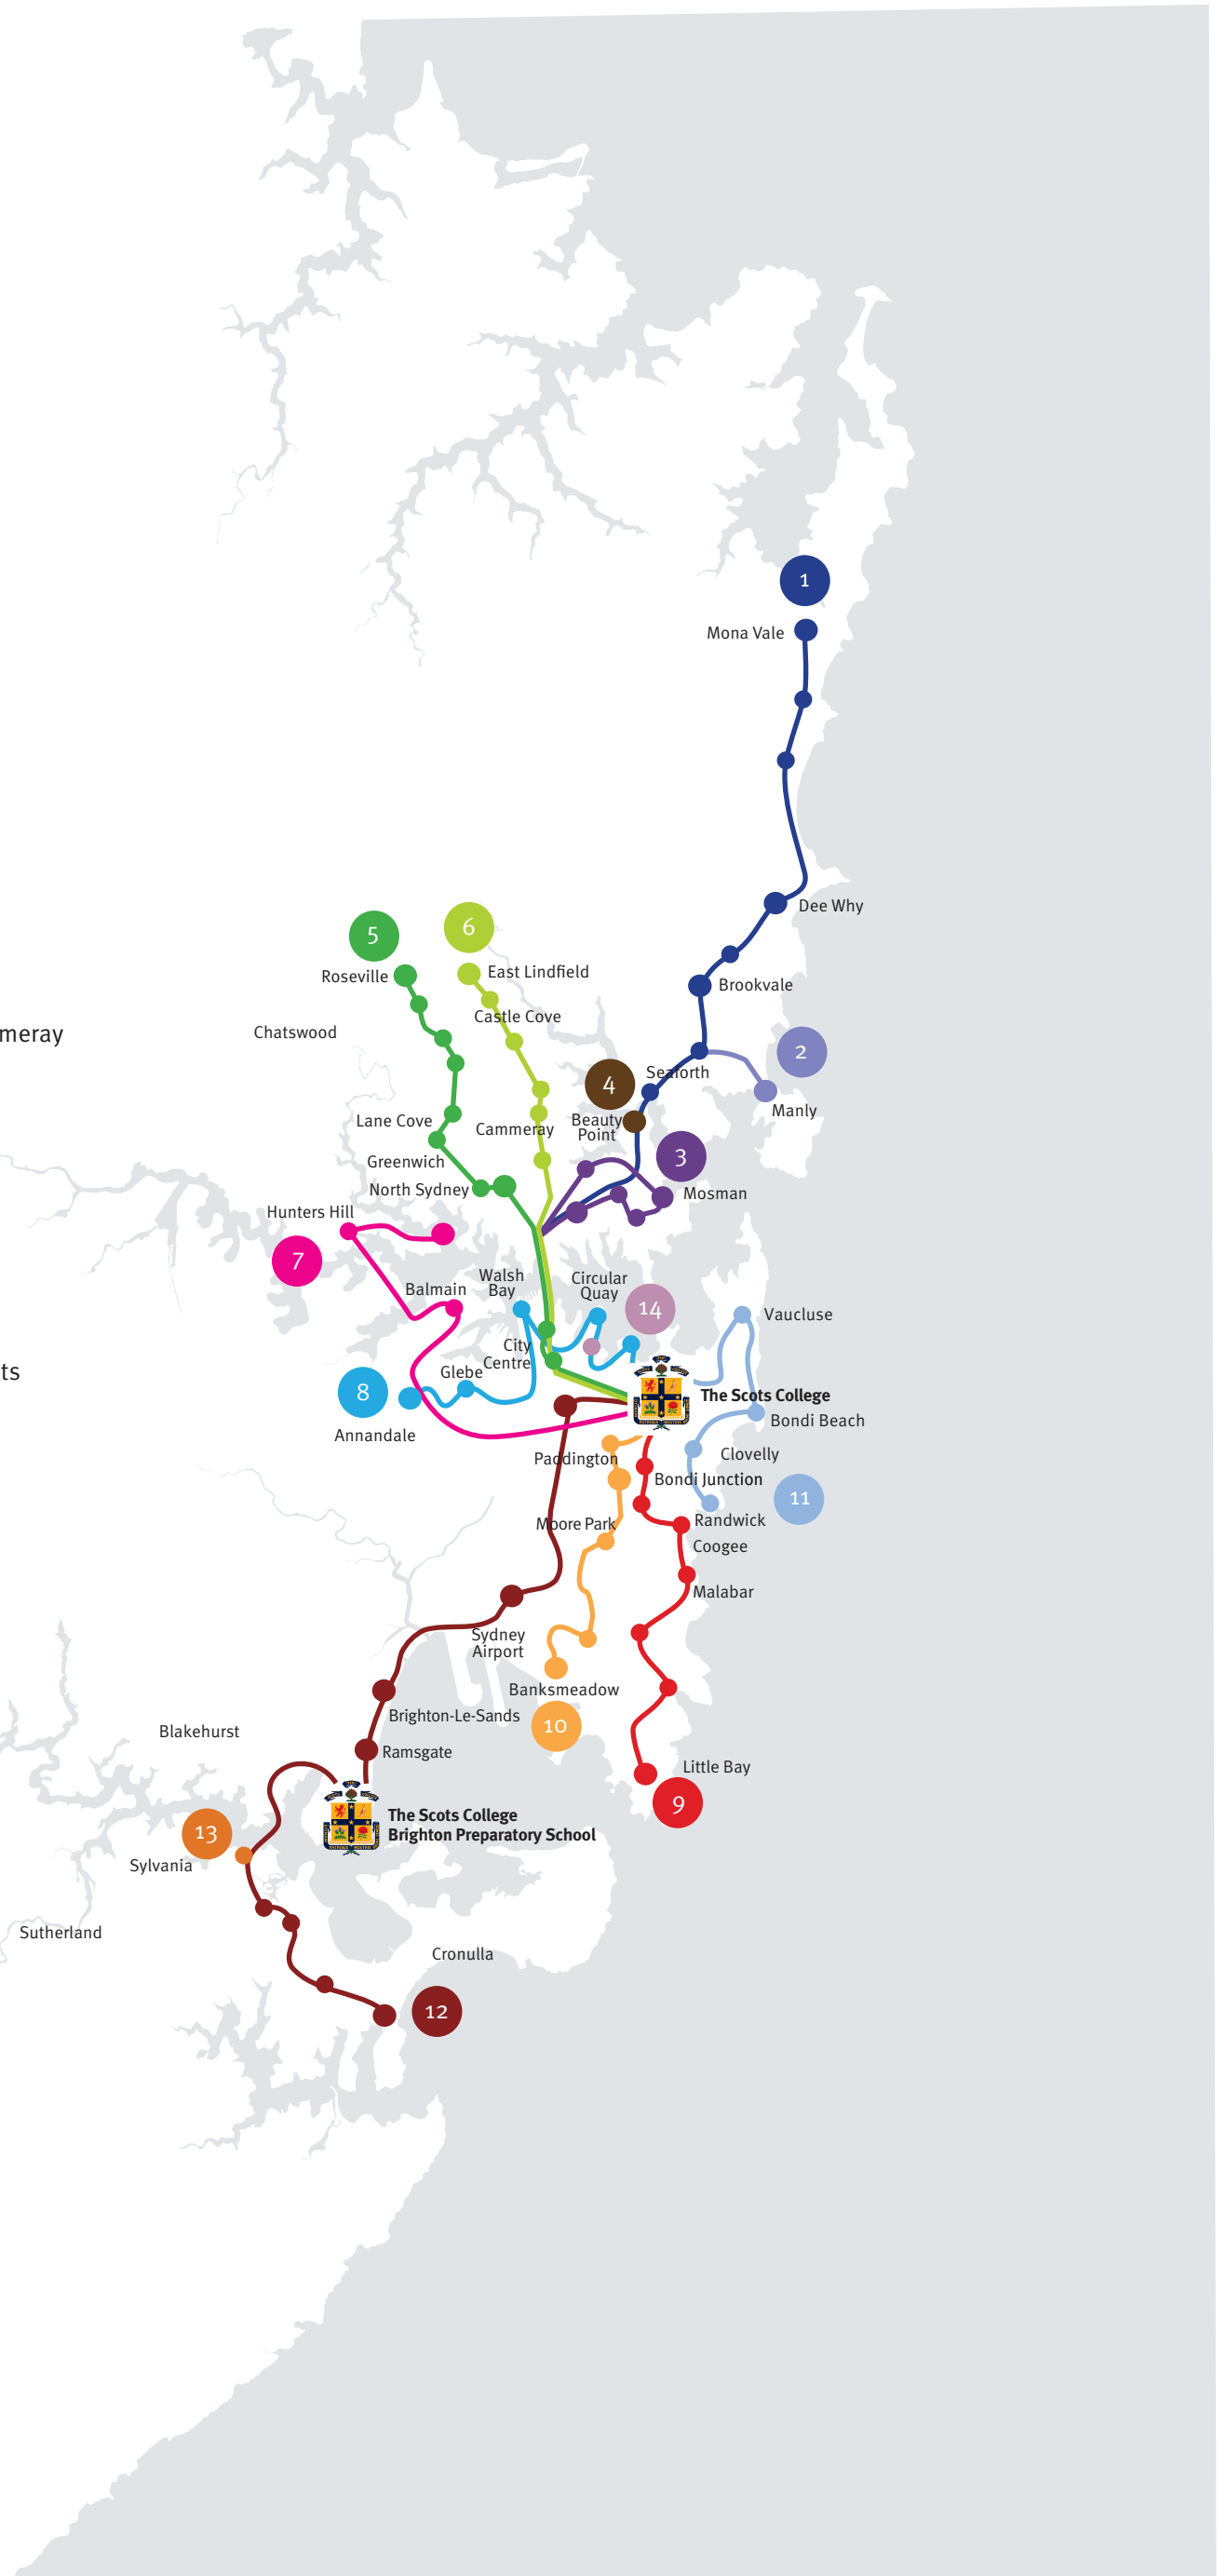 1
Mona Vale
Dee Why
5
6
Roseville
East Lindfield
Brookvale
Castle Cove
Chatswood
meray
2
4
Seaforth
Manly
Lane Cove
Cammeray
Beauty
Point
3
Greenwich
North Sydney
Mosman
Hunters Hill
7
Walsh
Bay
Circular
Quay
Balmain
14
Vaucluse
City
Centre
ts
Glebe
8
The Scots College
Bondi Beach
Annandale
Paddington
Clovelly
Bondi Junction
11
Moore Park
Randwick
Coogee
Malabar
Sydney
Airport
Banksmeadow
Brighton-Le-Sands
10
Blakehurst
Ramsgate
Little Bay
9
The Scots College
Brighton Preparatory School
13
Sylvania
Sutherland
Cronulla
12